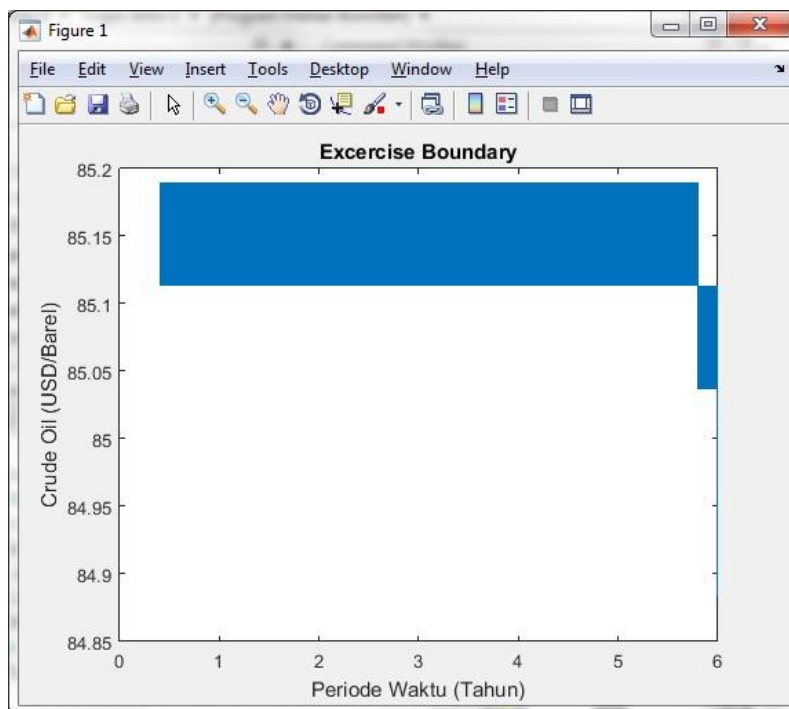 Figure 1
File Edit View Insert Tools Desktop Window Help
Excercise Boundary
85.2
85.15
85.1
85.05
85
84.95
84.9
84.85
Crude Oil (USD/Barel)
0 1 2 3 4 5 6
Periode Waktu (Tahun)